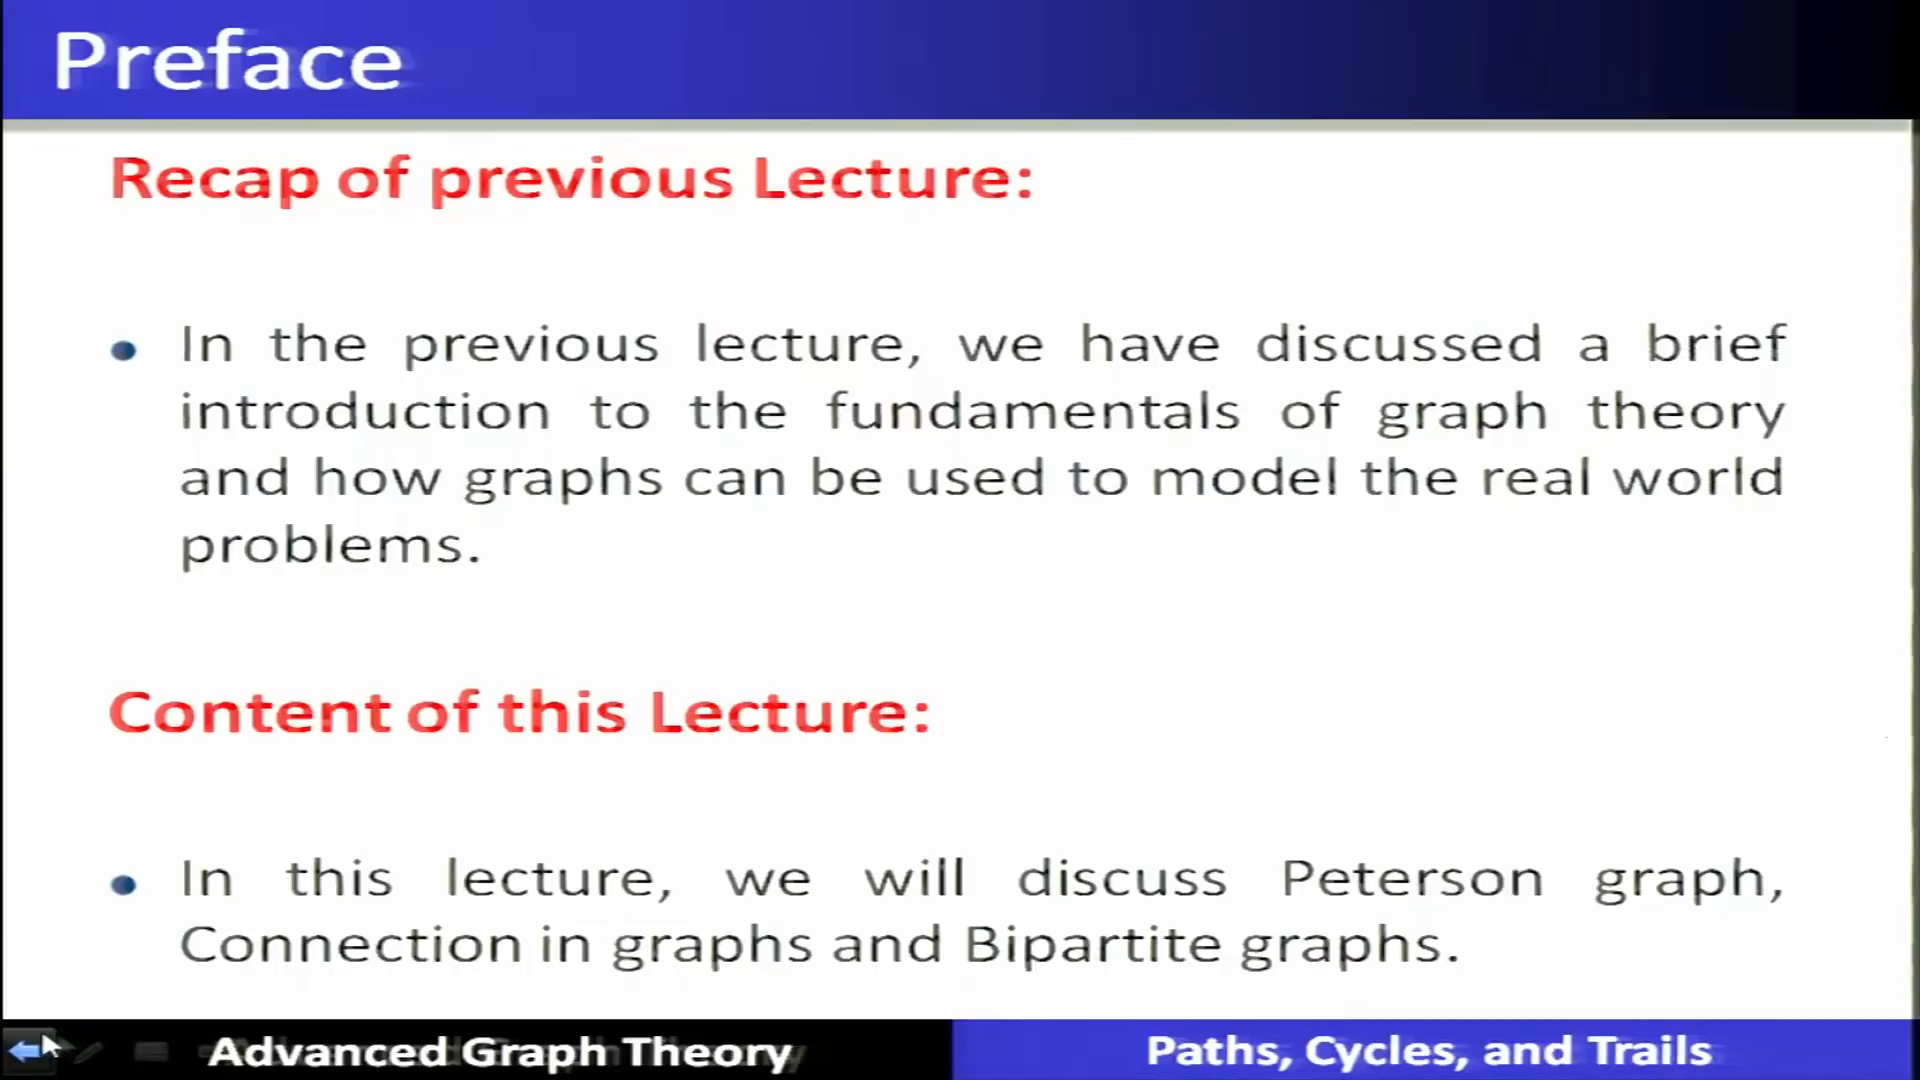 Preface
Recap of previous Lecture:
In the previous lecture, we have discussed a brief
introduction to the fundamentals of graph theory
and how graphs can be used to model the real world
problems.
Content of this Lecture:
In this lecture, we will discuss Peterson graph,
Connection in graphs and Bipartite graphs.
Advanced Graph Theory
Paths, Cycles, and Trails